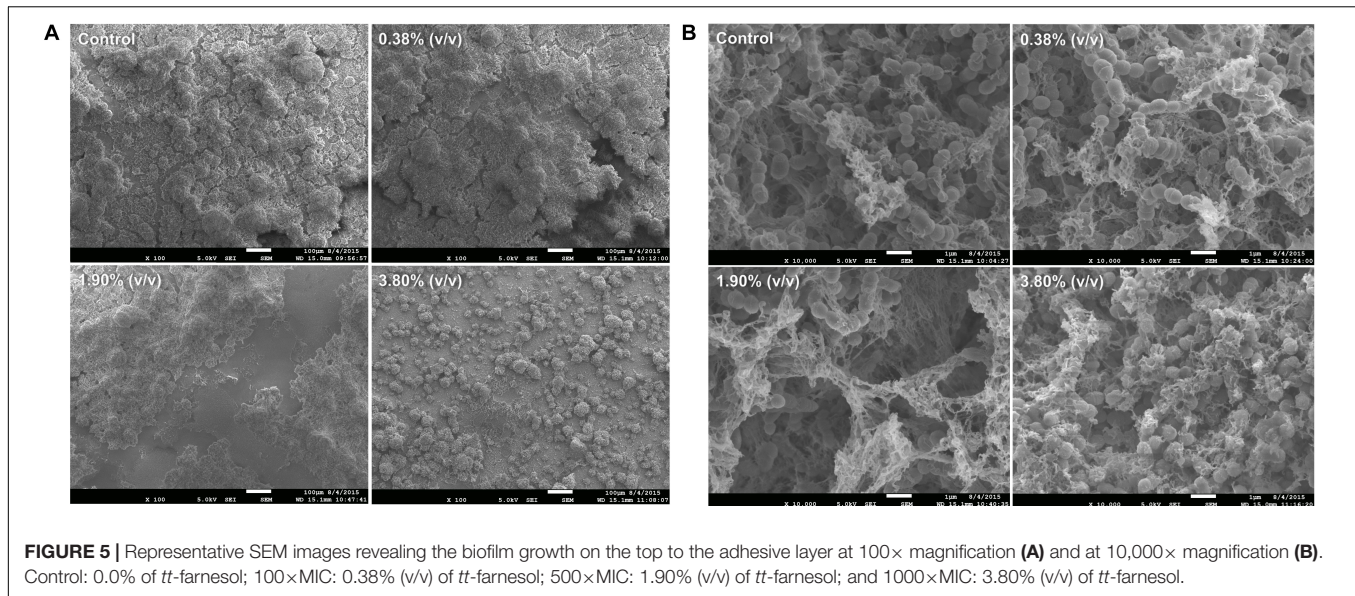 A
Control
0.38% (v/v)
100µm 8/4/2015
X 100 5.0kV SEI SEM WD 15.0mm 09:56:57
100µm 8/4/2015
X 100 5.0kV SEI SEM WD 15.0mm 10:12:00
1.90% (v/v)
3.80% (v/v)
100µm 8/4/2015
X 100 5.0kV SEI SEM WD 15.1mm 10:47:41
100µm 8/4/2015
X 100 5.0kV SEI SEM WD 15.1mm 11:08:07
B
Control
0.38% (v/v)
1µm 8/4/2015
X 10,000 5.0kV SEI SEM WD 15.1mm 10:04:27
1µm 8/4/2015
X 10,000 5.0kV SEI SEM WD 15.1mm 10:24:00
1.90% (v/v)
3.80% (v/v)
1µm 8/4/2015
X 10,000 5.0kV SEI SEM WD 15.1mm 10:40:35
1µm 8/4/2015
X 10,000 5.0kV SEI SEM WD 15.0mm 11:16:20
FIGURE 5 | Representative SEM images revealing the biofilm growth on the top to the adhesive layer at 100× magnification (A) and at 10,000× magnification (B).
Control: 0.0% of tt-farnesol; 100×MIC: 0.38% (v/v) of tt-farnesol; 500×MIC: 1.90% (v/v) of tt-farnesol; and 1000×MIC: 3.80% (v/v) of tt-farnesol.